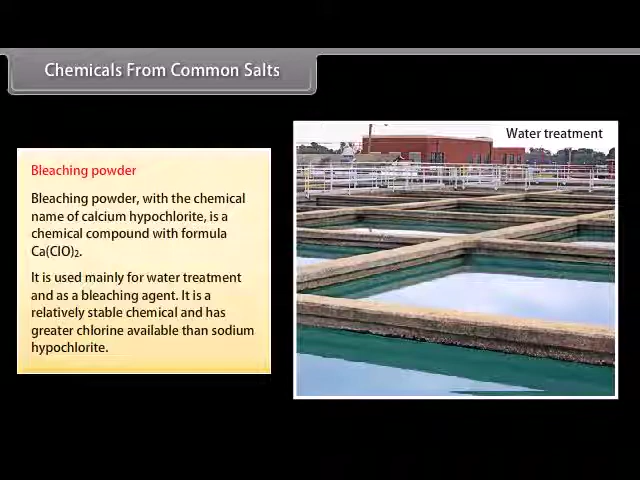 Chemicals From Common Salts
Water treatment
Bleaching powder
Bleaching powder, with the chemical
name of calcium hypochlorite, is a
chemical compound with formula
Ca(ClO)₂.
It is used mainly for water treatment
and as a bleaching agent. It is a
relatively stable chemical and has
greater chlorine available than sodium
hypochlorite.